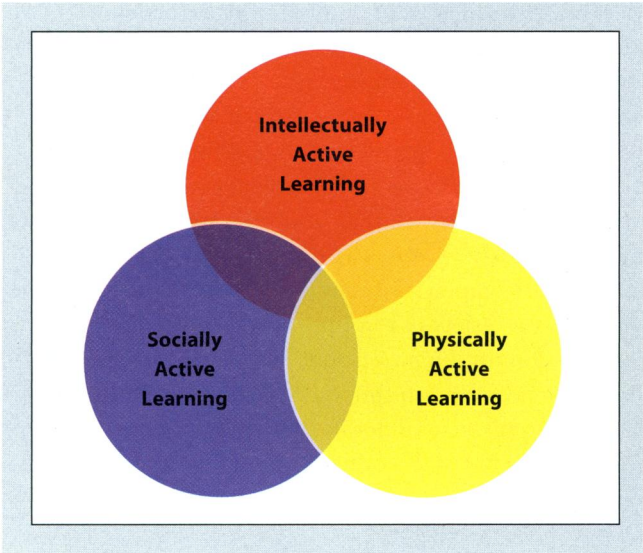 Intellectually
Active
Learning
Socially
Active
Learning
Physically
Active
Learning